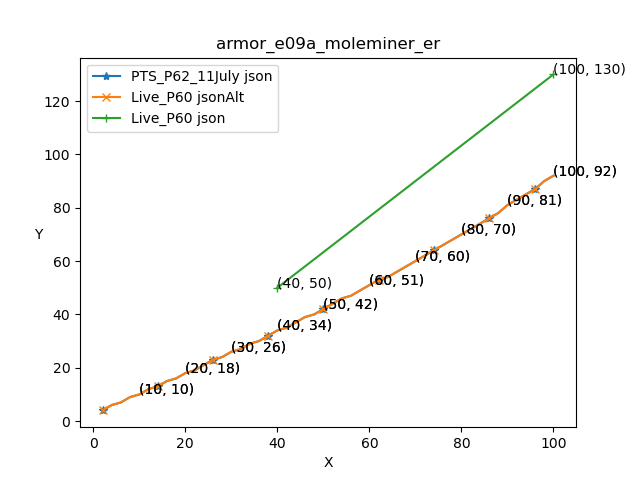 armor_e09a_moleminer_er
PTS_P62_11July json
Live_P60 jsonAlt
Live_P60 json
(100, 130)
(100, 92)
(90, 81)
(80, 70)
(70, 60)
(60, 51)
(40, 50)
(50, 42)
(40, 34)
(30, 26)
(20, 18)
(10, 10)
Y
120
100
80
60
40
20
0
0 20 40 60 80 100
X